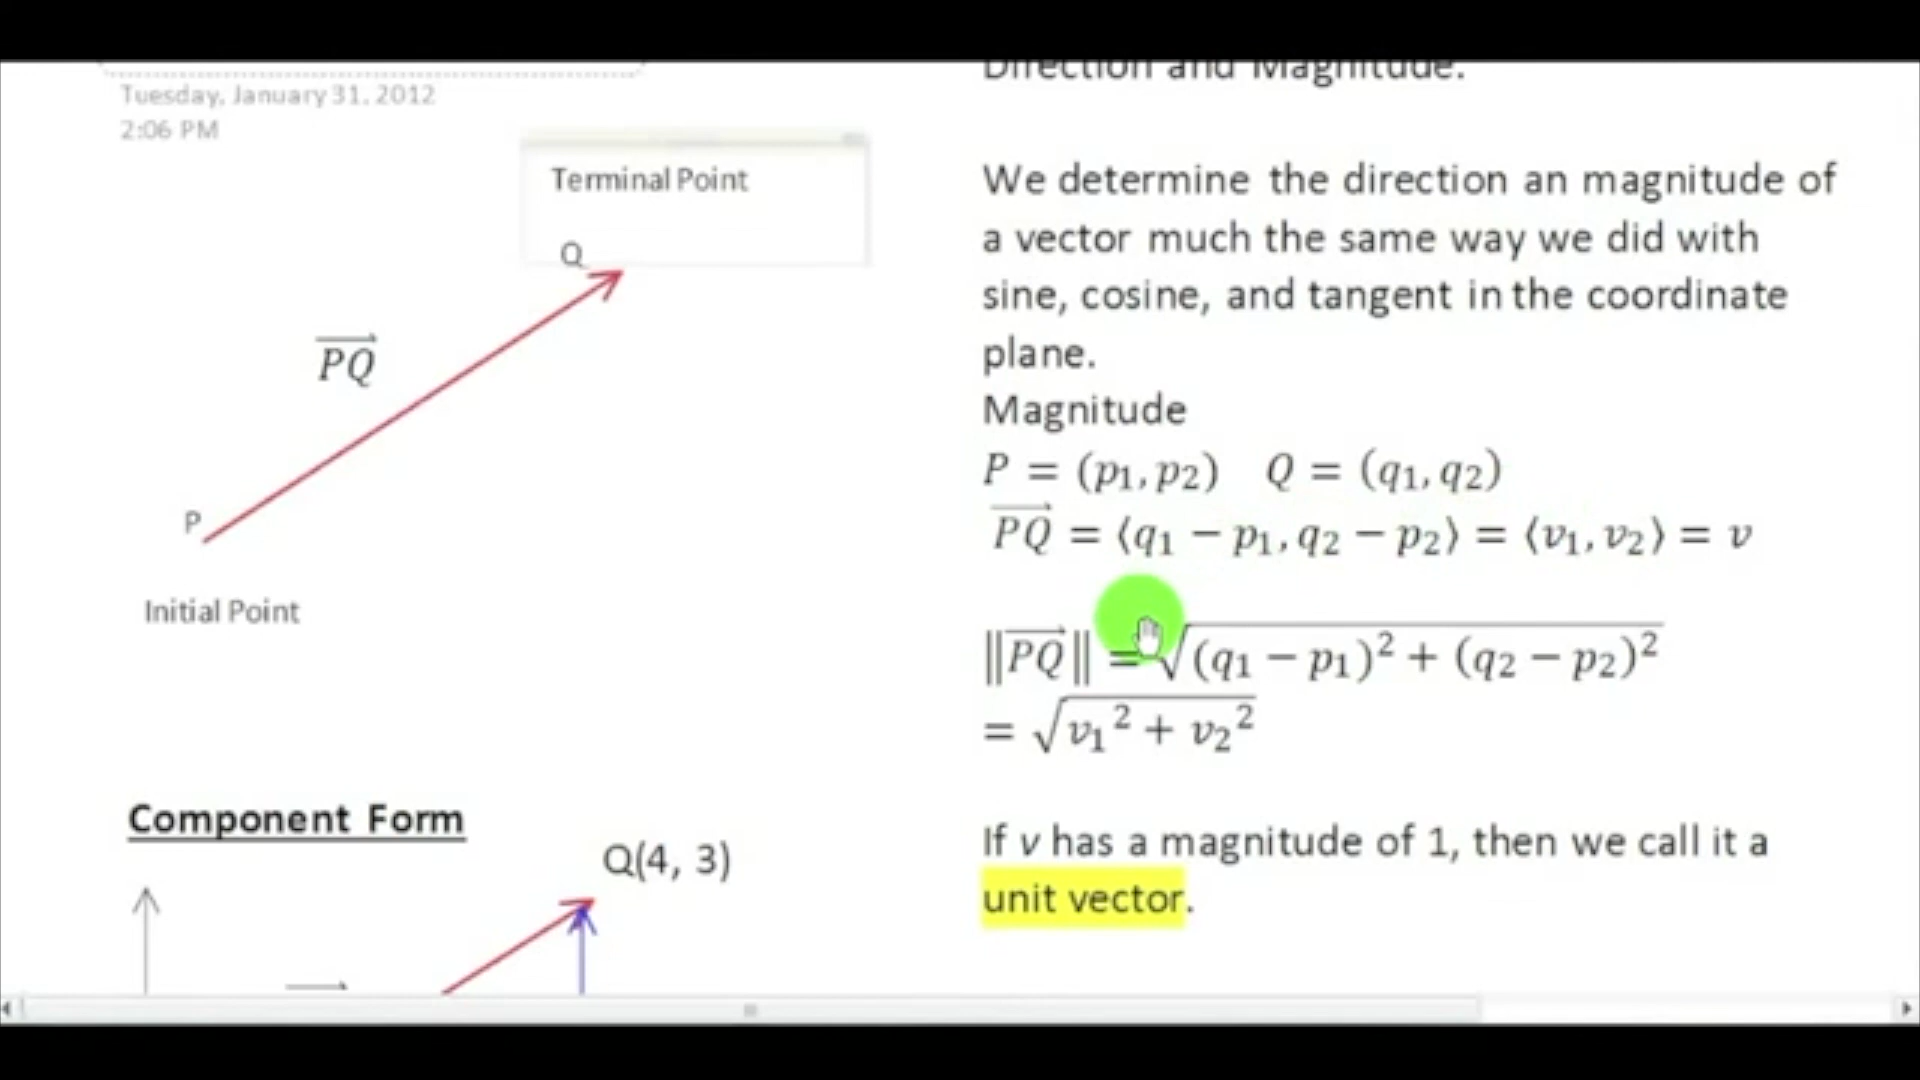 Tuesday, January 31, 2012
2:06 PM
Terminal Point
Q
PQ
P
Initial Point
Component Form
Q(4, 3)
Direction and Magnitude.
We determine the direction an magnitude of
a vector much the same way we did with
sine, cosine, and tangent in the coordinate
plane.
Magnitude
P = (p₁, p₂) Q = (q₁, q₂)
PQ⃗ = ⟨q₁ − p₁, q₂ − p₂⟩ = ⟨v₁, v₂⟩ = v
‖PQ⃗‖ = √((q₁ − p₁)² + (q₂ − p₂)²)
= √(v₁² + v₂²)
If v has a magnitude of 1, then we call it a
unit vector.